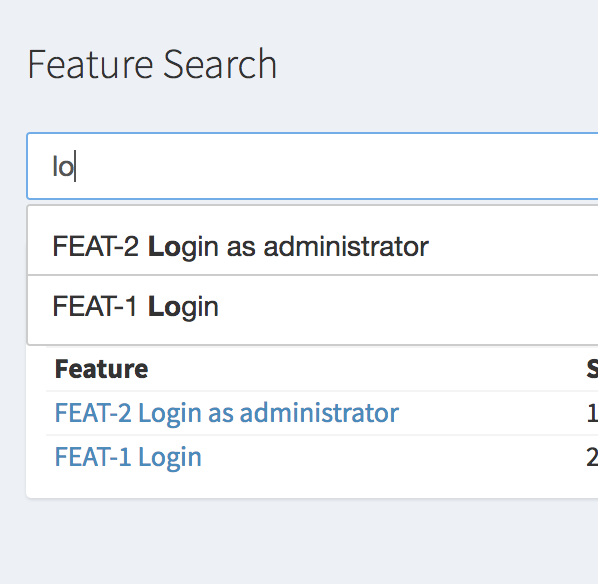 Feature Search
lo
FEAT-2 Login as administrator
FEAT-1 Login
Feature S
FEAT-2 Login as administrator 1
FEAT-1 Login 2